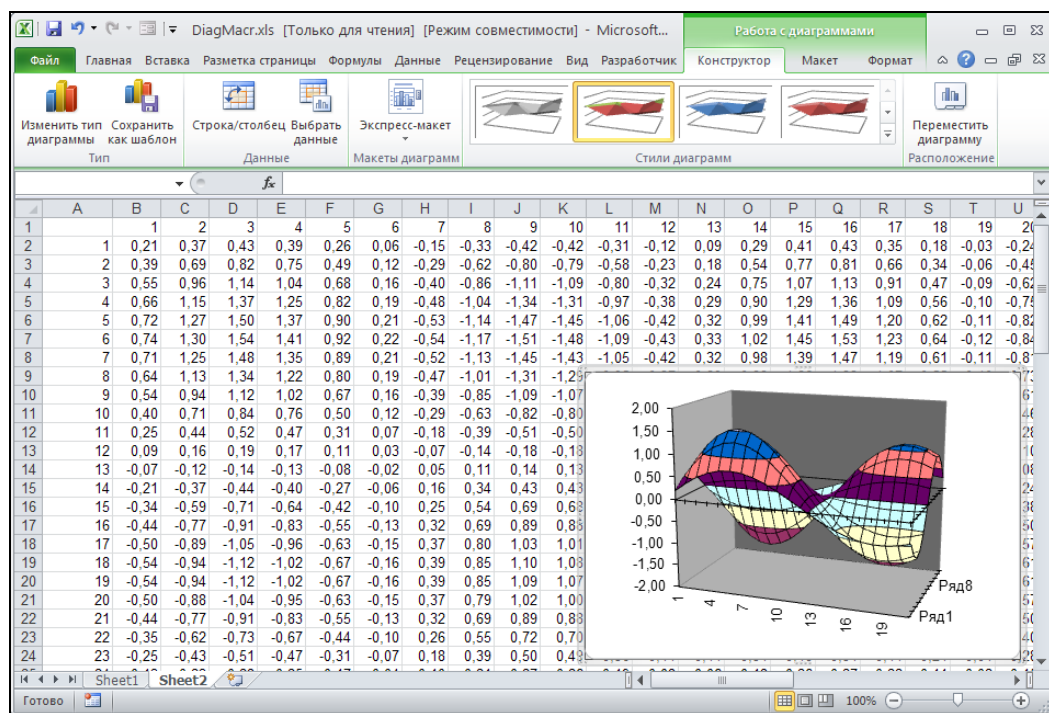 DiagMacr.xls [Только для чтения] [Режим совместимости] - Microsoft... Работа с диаграммами
Файл Главная Вставка Разметка страницы Формулы Данные Рецензирование Вид Разработчик Конструктор Макет Формат
Изменить тип диаграммы Сохранить как шаблон Строка/столбец Выбрать данные Экспресс-макет Переместить диаграмму
Тип Данные Макеты диаграмм Стили диаграмм Расположение
fx
A B C D E F G H I J K L M N O P Q R S T U
1 1 2 3 4 5 6 7 8 9 10 11 12 13 14 15 16 17 18 19
2 1 0,21 0,37 0,43 0,39 0,26 0,06 -0,15 -0,33 -0,42 -0,42 -0,31 -0,12 0,09 0,29 0,41 0,43 0,35 0,18 -0,03 -0,24
3 2 0,39 0,69 0,82 0,75 0,49 0,12 -0,29 -0,62 -0,80 -0,79 -0,58 -0,23 0,18 0,54 0,77 0,81 0,66 0,34 -0,06
4 3 0,55 0,96 1,14 1,04 0,68 0,16 -0,40 -0,86 -1,11 -1,09 -0,80 -0,32 0,24 0,75 1,07 1,13 0,91 0,47 -0,09
5 4 0,66 1,15 1,37 1,25 0,82 0,19 -0,48 -1,04 -1,34 -1,31 -0,97 -0,38 0,29 0,90 1,29 1,36 1,09 0,56 -0,10
6 5 0,72 1,27 1,50 1,37 0,90 0,21 -0,53 -1,14 -1,47 -1,45 -1,06 -0,42 0,32 0,99 1,41 1,49 1,20 0,62 -0,11
7 6 0,74 1,30 1,54 1,41 0,92 0,22 -0,54 -1,17 -1,51 -1,48 -1,09 -0,43 0,33 1,02 1,45 1,53 1,23 0,64 -0,12
8 7 0,71 1,25 1,48 1,35 0,89 0,21 -0,52 -1,13 -1,45 -1,43 -1,05 -0,42 0,32 0,98 1,39 1,47 1,19 0,61 -0,11
9 8 0,64 1,13 1,34 1,22 0,80 0,19 -0,47 -1,01 -1,31 -1,29
10 9 0,54 0,94 1,12 1,02 0,67 0,16 -0,39 -0,85 -1,09 -1,07
11 10 0,40 0,71 0,84 0,76 0,50 0,12 -0,29 -0,63 -0,82 -0,80
12 11 0,25 0,44 0,52 0,47 0,31 0,07 -0,18 -0,39 -0,51 -0,50
13 12 0,09 0,16 0,19 0,17 0,11 0,03 -0,07 -0,14 -0,18 -0,18
14 13 -0,07 -0,12 -0,14 -0,13 -0,08 -0,02 0,05 0,11 0,14 0,13
15 14 -0,21 -0,37 -0,44 -0,40 -0,27 -0,06 0,16 0,34 0,43 0,43
16 15 -0,34 -0,59 -0,71 -0,64 -0,42 -0,10 0,25 0,54 0,69 0,68
17 16 -0,44 -0,77 -0,91 -0,83 -0,55 -0,13 0,32 0,69 0,89 0,88
18 17 -0,50 -0,89 -1,05 -0,96 -0,63 -0,15 0,37 0,80 1,03 1,01
19 18 -0,54 -0,94 -1,12 -1,02 -0,67 -0,16 0,39 0,85 1,10 1,08
20 19 -0,54 -0,94 -1,12 -1,02 -0,67 -0,16 0,39 0,85 1,09 1,07
21 20 -0,50 -0,88 -1,04 -0,95 -0,63 -0,15 0,37 0,79 1,02 1,00
22 21 -0,44 -0,77 -0,91 -0,83 -0,55 -0,13 0,32 0,69 0,89 0,88
23 22 -0,35 -0,62 -0,73 -0,67 -0,44 -0,10 0,26 0,55 0,72 0,70
24 23 -0,25 -0,43 -0,51 -0,47 -0,31 -0,07 0,18 0,39 0,50 0,49
2,00
1,50
1,00
0,50
0,00
-0,50
-1,00
-1,50
-2,00
1 4 7 10 13 16 19
Ряд8
Ряд1
Sheet1 Sheet2
Готово 100%